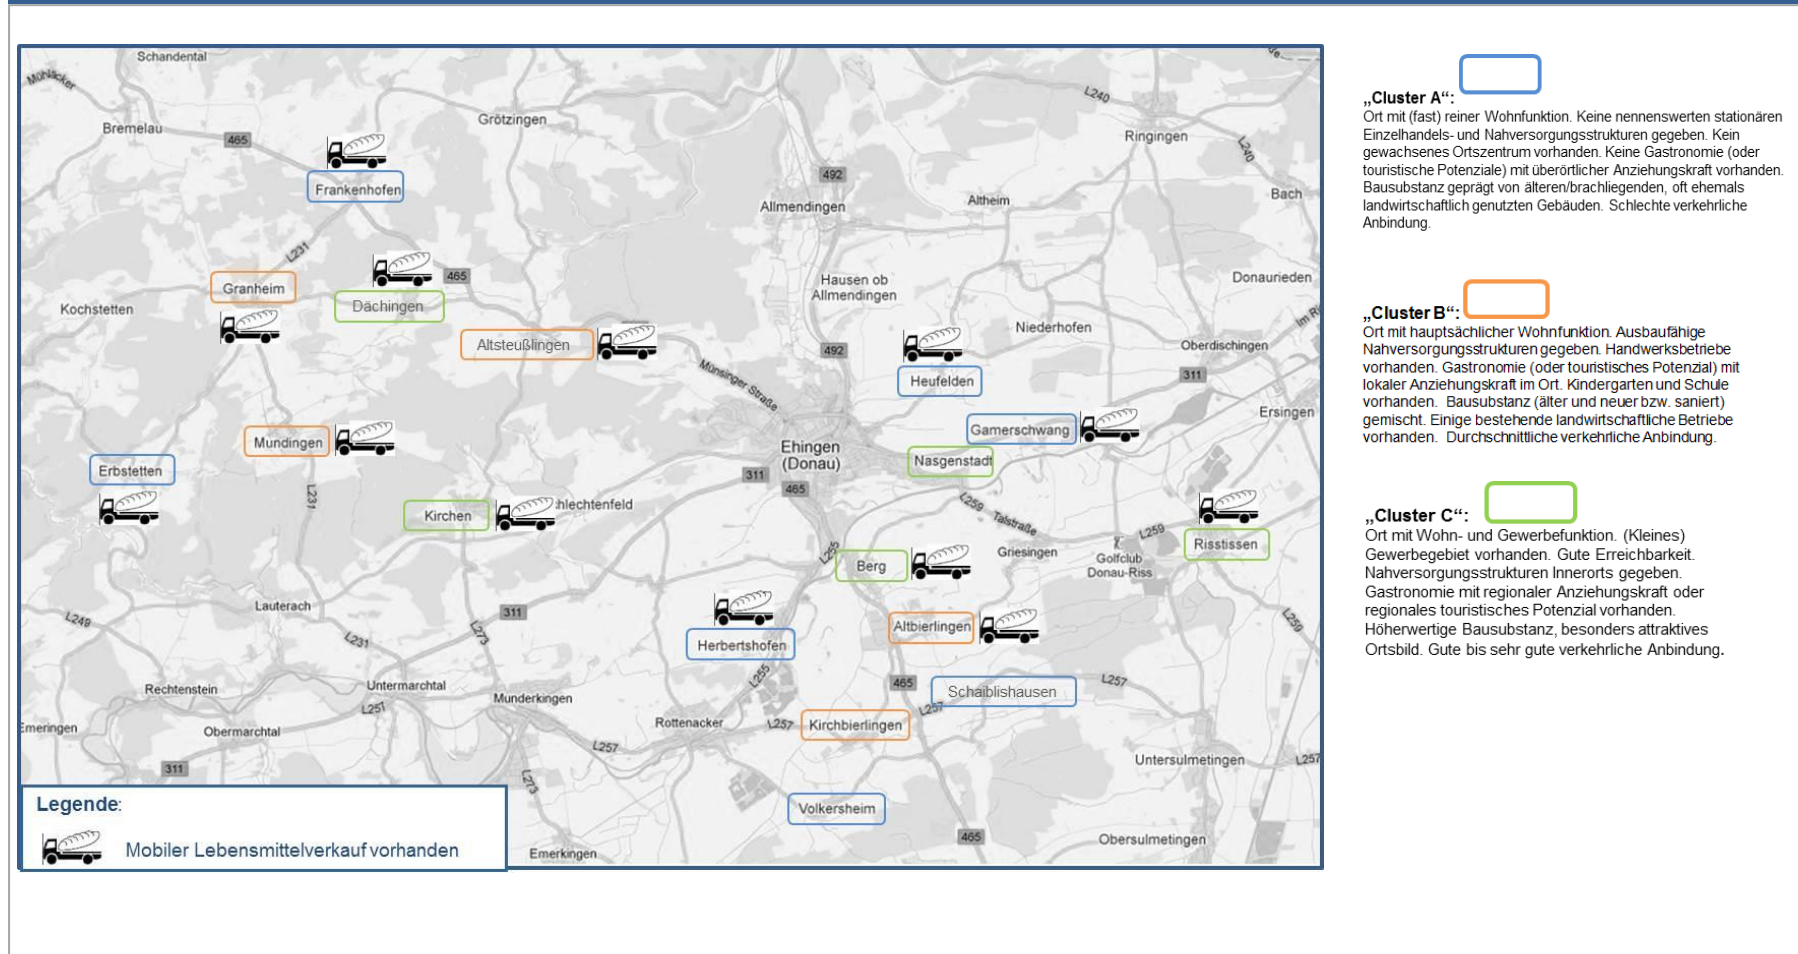 Schandental
Mühläcker
Bremelau
465
Grötzingen
L240
Ringingen
L240
Frankenhofen
492
Allmendingen
Altheim
Bach
L231
465
Granheim
Dächingen
Kochstetten
Hausen ob
Allmendingen
Donaurieden
Im Ri
Altsteußlingen
Niederhofen
492
Oberdischingen
Heufelden
311
Münsinger Straße
Ersingen
Mundingen
Gamerschwang
Ehingen
(Donau)
Nasgenstadt
Erbstetten
311
465
L231
Kirchen
hlechtenfeld
L259
Talstraße
L259
Risstissen
L255
Griesingen
Golfclub
Donau-Riss
Berg
Lauterach
311
L249
L231
L273
L259
Herbertshofen
Altbierlingen
L255
465
Schaiblishausen
L257
L257
Rechtenstein
Untermarchtal
L251
Munderkingen
Emeringen
Obermarchtal
Rottenacker
L257
Kirchbierlingen
L257
Untersulmetingen
L257
311
L273
Volkersheim
465
Obersulmetingen
Emerkingen
Legende:
Mobiler Lebensmittelverkauf vorhanden
„Cluster A“:
Ort mit (fast) reiner Wohnfunktion. Keine nennenswerten stationären
Einzelhandels- und Nahversorgungsstrukturen gegeben. Kein
gewachsenes Ortszentrum vorhanden. Keine Gastronomie (oder
touristische Potenziale) mit überörtlicher Anziehungskraft vorhanden.
Bausubstanz geprägt von älteren/brachliegenden, oft ehemals
landwirtschaftlich genutzten Gebäuden. Schlechte verkehrliche
Anbindung.
„Cluster B“:
Ort mit hauptsächlicher Wohnfunktion. Ausbaufähige
Nahversorgungsstrukturen gegeben. Handwerksbetriebe
vorhanden. Gastronomie (oder touristisches Potenzial) mit
lokaler Anziehungskraft im Ort. Kindergarten und Schule
vorhanden. Bausubstanz (älter und neuer bzw. saniert)
gemischt. Einige bestehende landwirtschaftliche Betriebe
vorhanden. Durchschnittliche verkehrliche Anbindung.
„Cluster C“:
Ort mit Wohn- und Gewerbefunktion. (Kleines)
Gewerbegebiet vorhanden. Gute Erreichbarkeit.
Nahversorgungsstrukturen Innerorts gegeben.
Gastronomie mit regionaler Anziehungskraft oder
regionales touristisches Potenzial vorhanden.
Höherwertige Bausubstanz, besonders attraktives
Ortsbild. Gute bis sehr gute verkehrliche Anbindung.